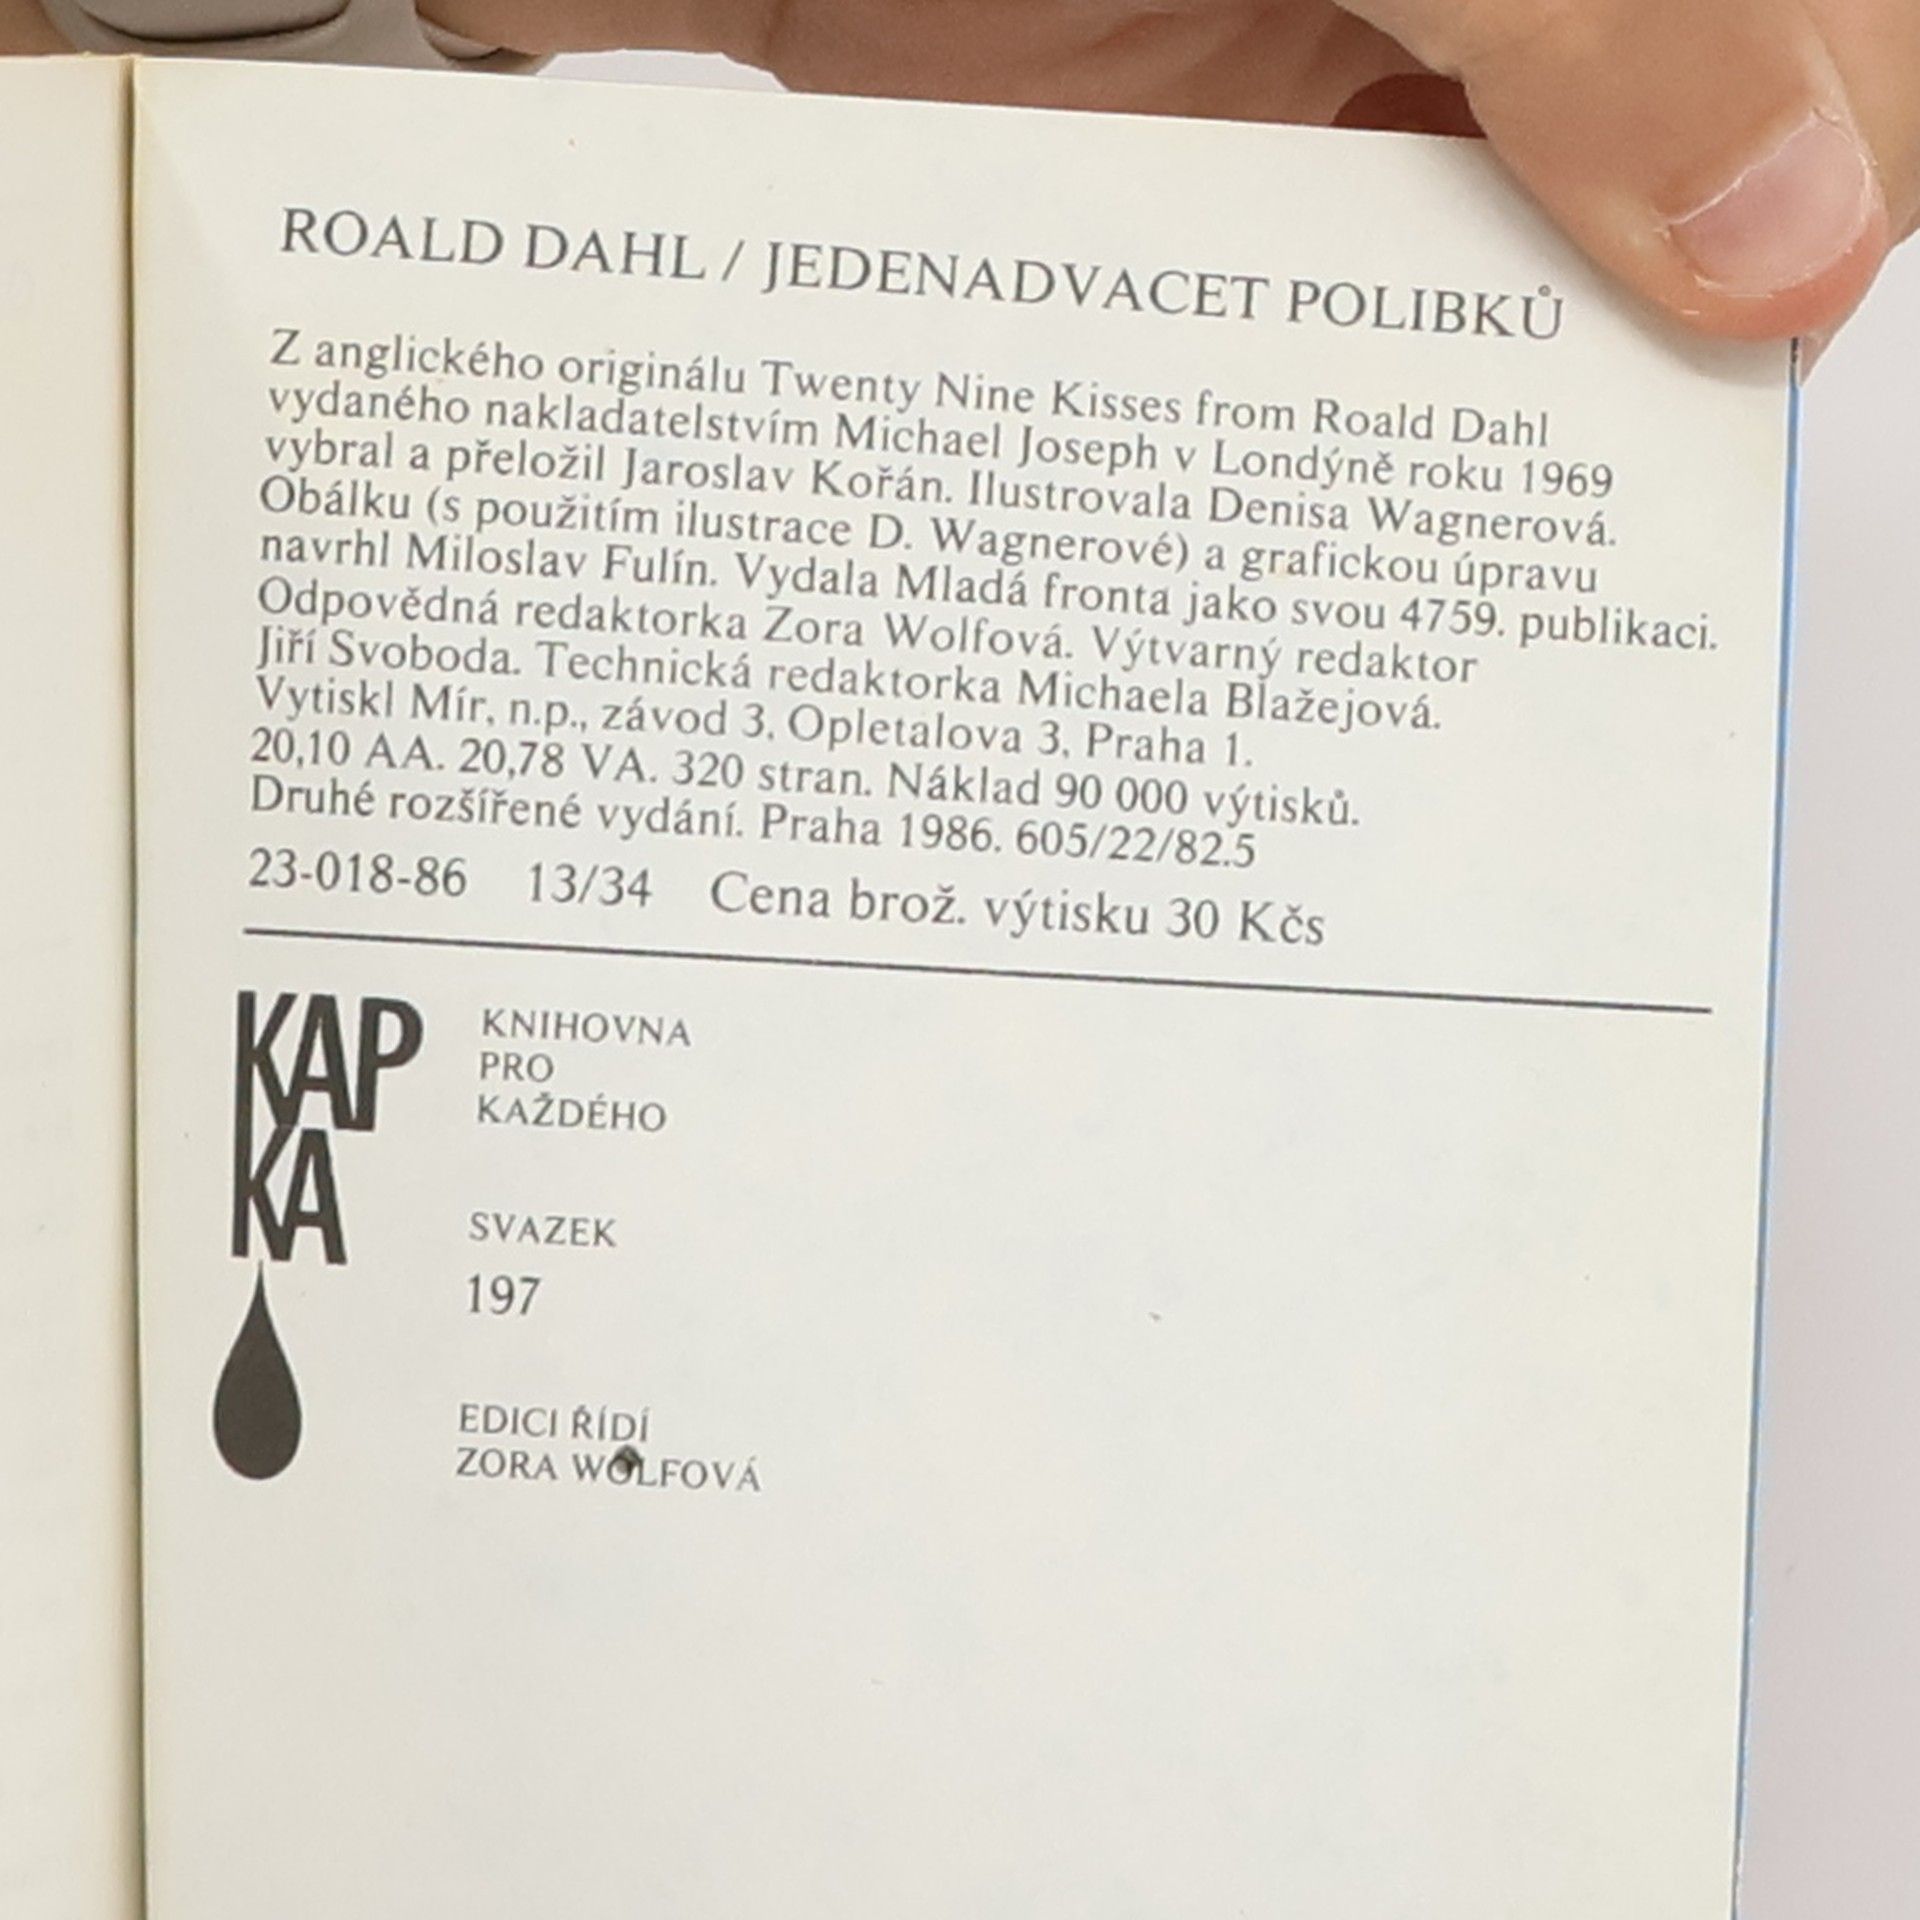 ROALD DAHL / JEDENADVACET POLIBKŮ
Z anglického originálu Twenty Nine Kisses from Roald Dahl
vydaného nakladatelstvím Michael Joseph v Londýně roku 1969
vybral a přeložil Jaroslav Kořán. Ilustrovala Denisa Wagnerová.
Obálku (s použitím ilustrace D. Wagnerové) a grafickou úpravu
navrhl Miloslav Fulín. Vydala Mladá fronta jako svou 4759. publikaci.
Odpovědná redaktorka Zora Wolfová. Výtvarný redaktor
Jiří Svoboda. Technická redaktorka Michaela Blažejová.
Vytiskl Mír, n.p., závod 3, Opletalova 3, Praha 1.
20,10 AA. 20,78 VA. 320 stran. Náklad 90 000 výtisků.
Druhé rozšířené vydání. Praha 1986. 605/22/82.5
23-018-86 13/34 Cena brož. výtisku 30 Kčs
KAP
KA
KNIHOVNA
PRO
KAŽDÉHO
SVAZEK
197
EDICI ŘÍDÍ
ZORA WOLFOVÁ